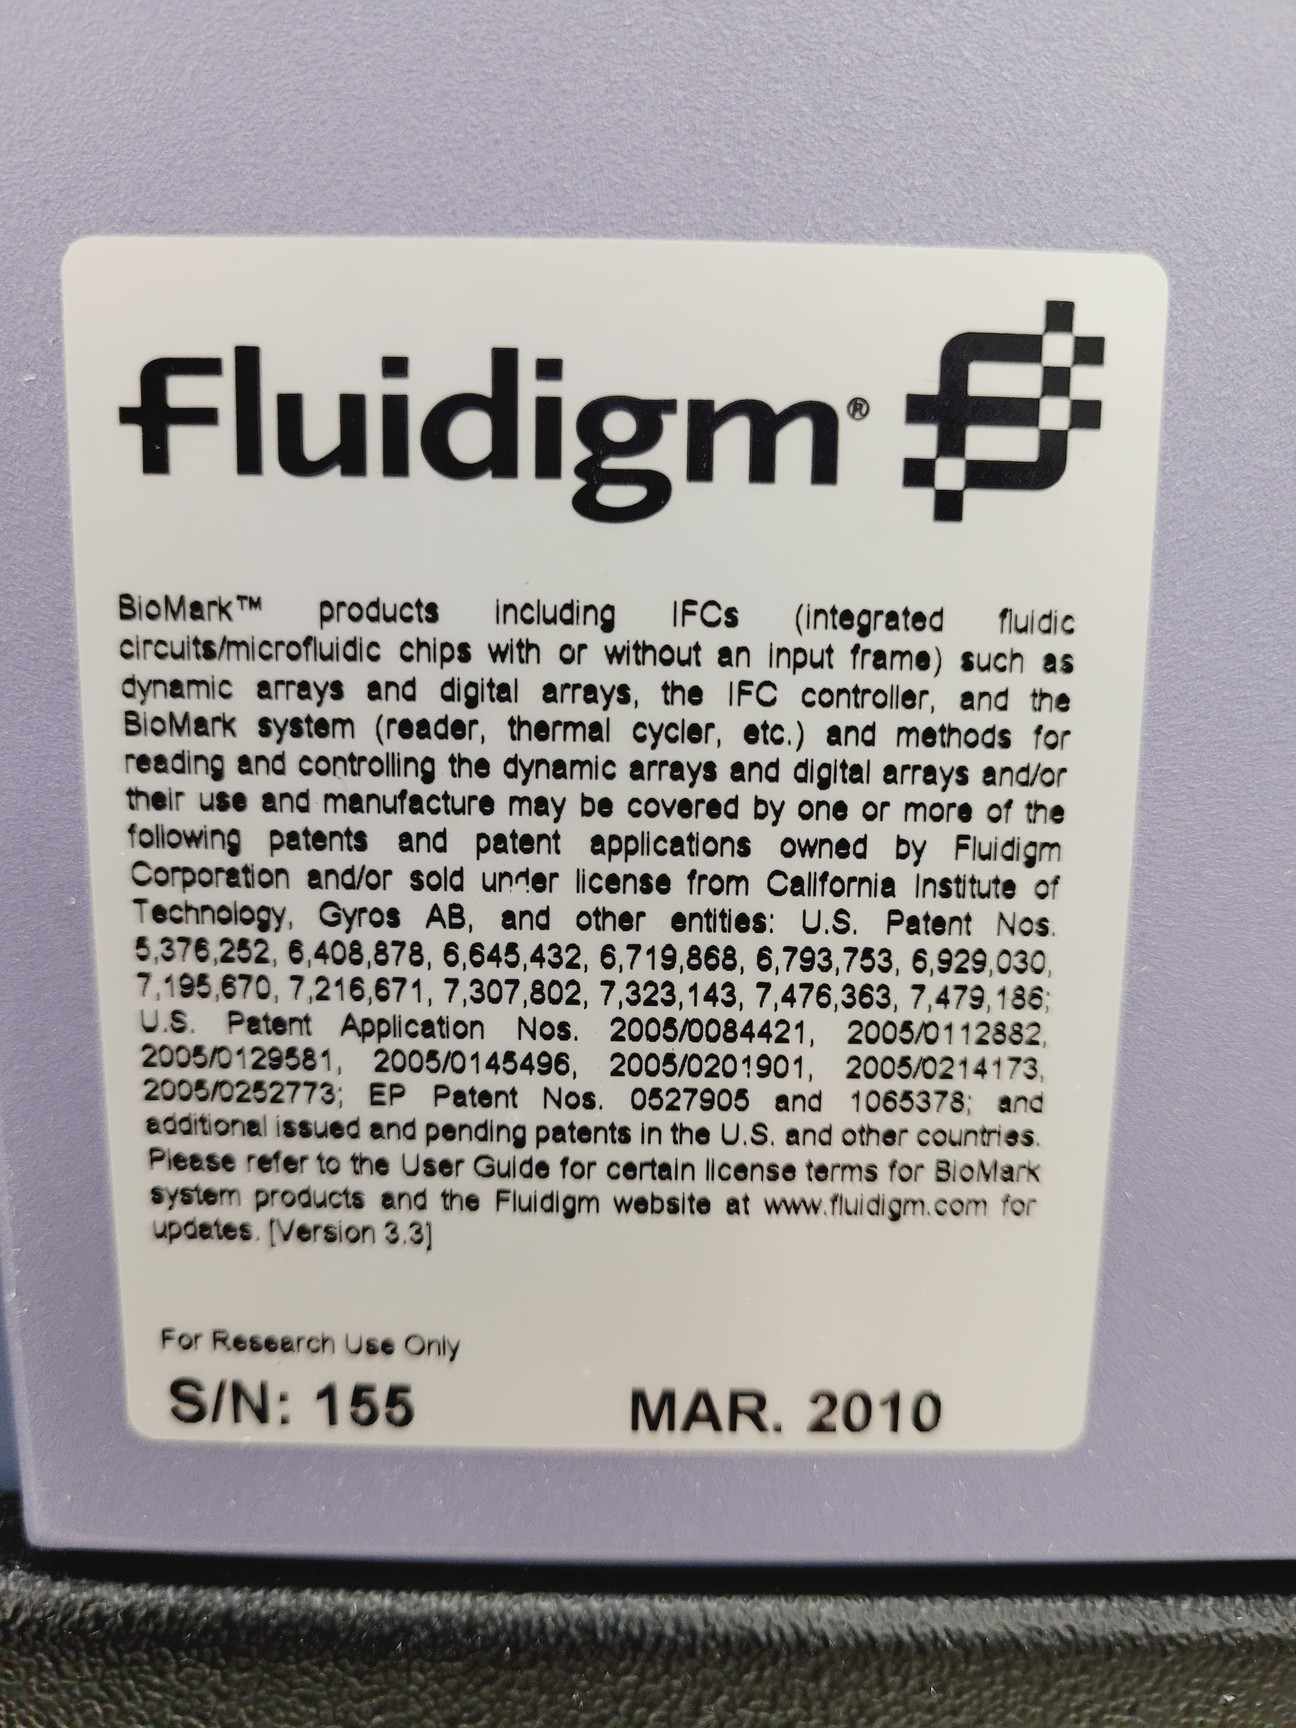 fluidigm®
BioMark™ products including IFCs (integrated fluidic
circuits/microfluidic chips with or without an input frame) such as
dynamic arrays and digital arrays, the IFC controller, and the
BioMark system (reader, thermal cycler, etc.) and methods for
reading and controlling the dynamic arrays and digital arrays and/or
their use and manufacture may be covered by one or more of the
following patents and patent applications owned by Fluidigm
Corporation and/or sold under license from California Institute of
Technology, Gyros AB, and other entities: U.S. Patent Nos.
5,376,252, 6,408,878, 6,645,432, 6,719,868, 6,793,753, 6,929,030,
7,195,670, 7,216,671, 7,307,802, 7,323,143, 7,476,363, 7,479,186;
U.S. Patent Application Nos. 2005/0084421, 2005/0112882,
2005/0129581, 2005/0145496, 2005/0201901, 2005/0214173,
2005/0252773; EP Patent Nos. 0527905 and 1065378; and
additional issued and pending patents in the U.S. and other countries.
Please refer to the User Guide for certain license terms for BioMark
system products and the Fluidigm website at www.fluidigm.com for
updates. [Version 3.3]
For Research Use Only
S/N: 155 MAR. 2010